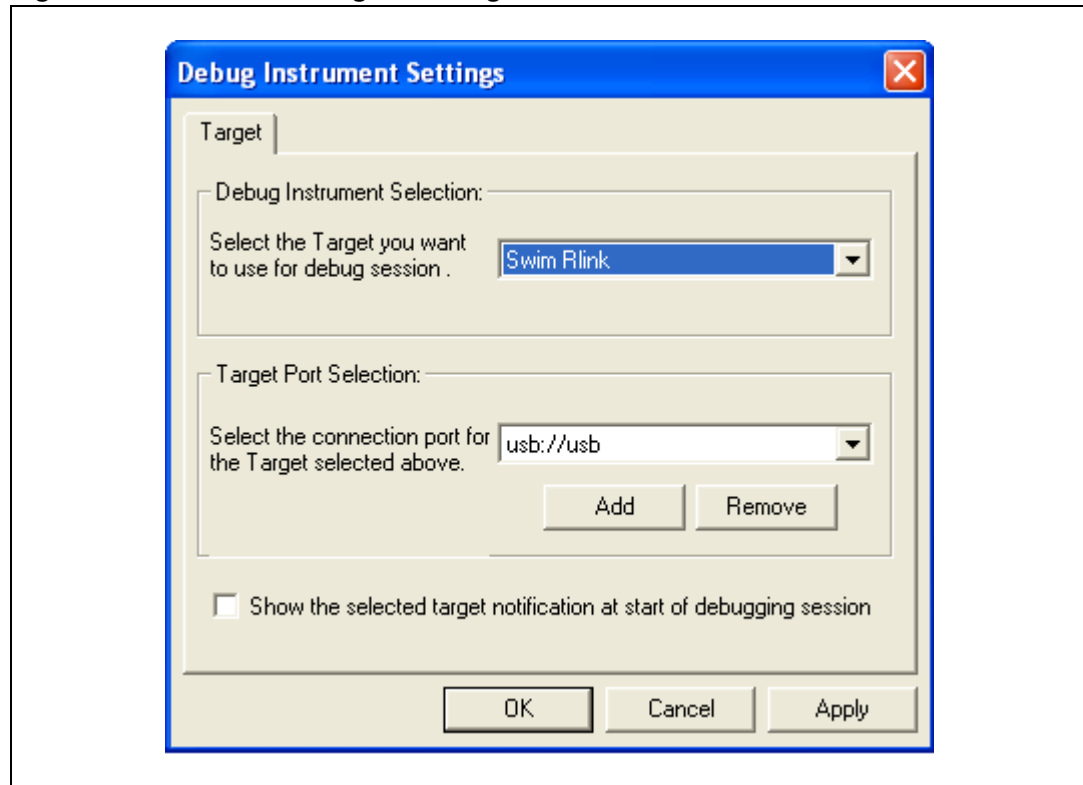 Debug Instrument Settings
Target
Debug Instrument Selection:
Select the Target you want
to use for debug session .
Swim Rlink
Target Port Selection:
Select the connection port for
the Target selected above.
usb://usb
Add
Remove
Show the selected target notification at start of debugging session
OK
Cancel
Apply